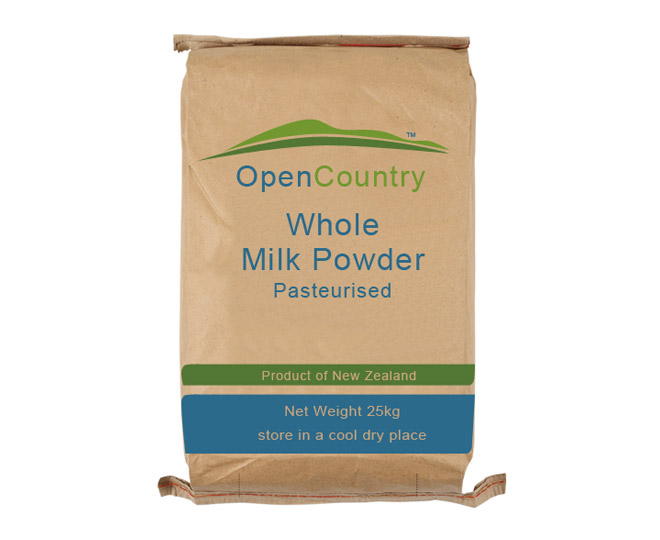 TM
OpenCountry
Whole
Milk Powder
Pasteurised
Product of New Zealand
Net Weight 25kg
store in a cool dry place